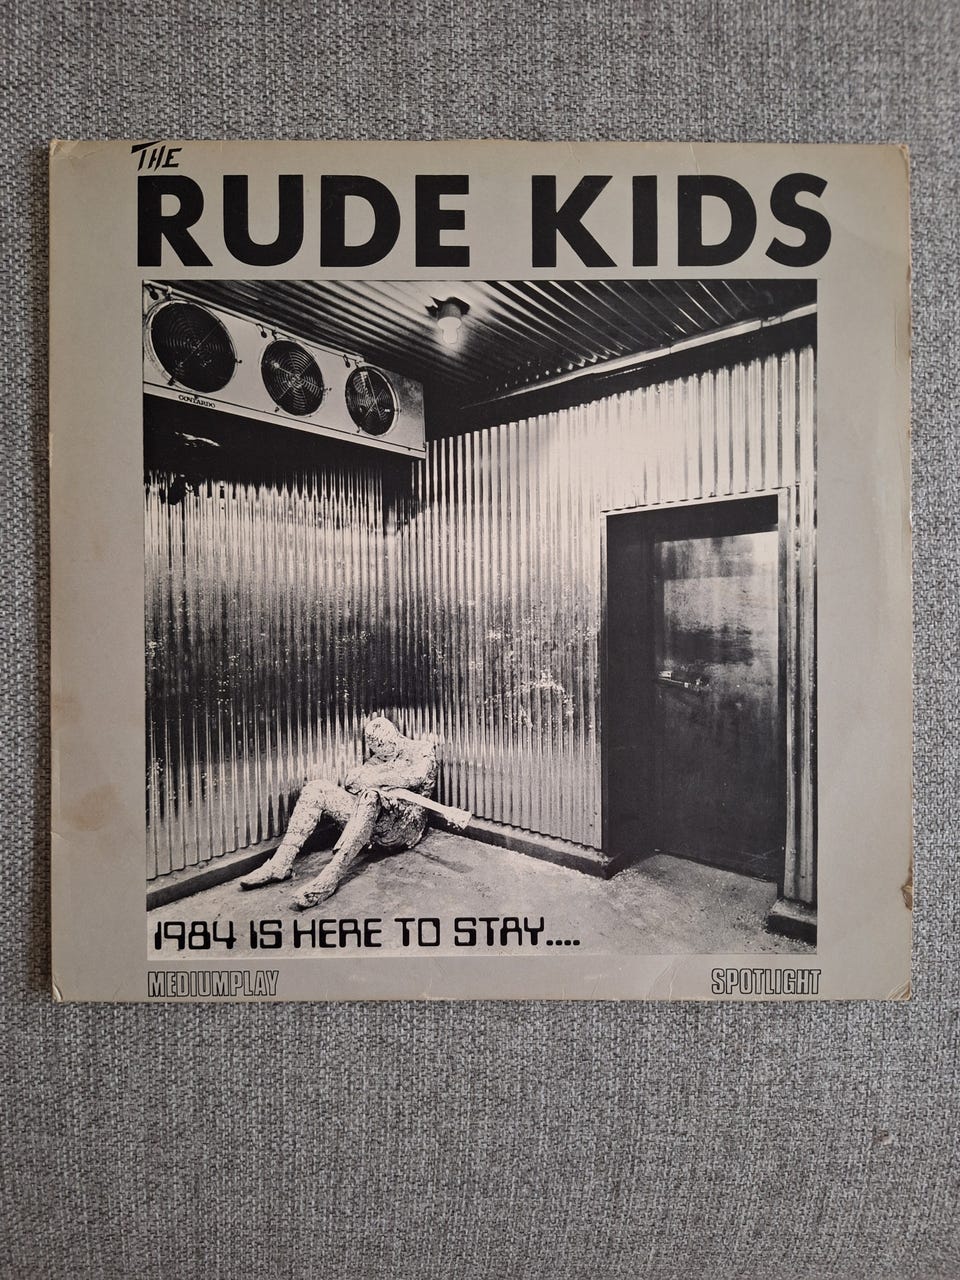 THE
RUDE KIDS
1984 IS HERE TO STAY....
MEDIUMPLAY
SPOTLIGHT